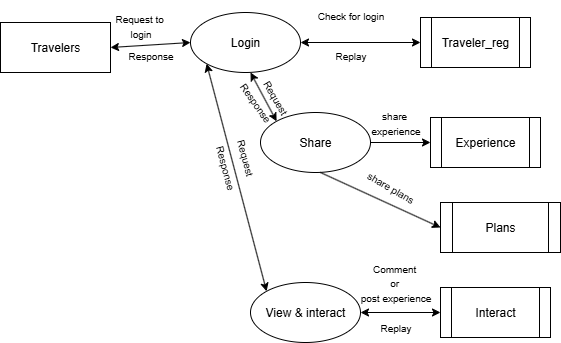 Request to
login
Travelers
Response
Login
Check for login
Replay
Traveler_reg
Request
Response
Share
share
experience
Experience
share plans
Plans
Request
Response
View & interact
Comment
or
post experience
Replay
Interact